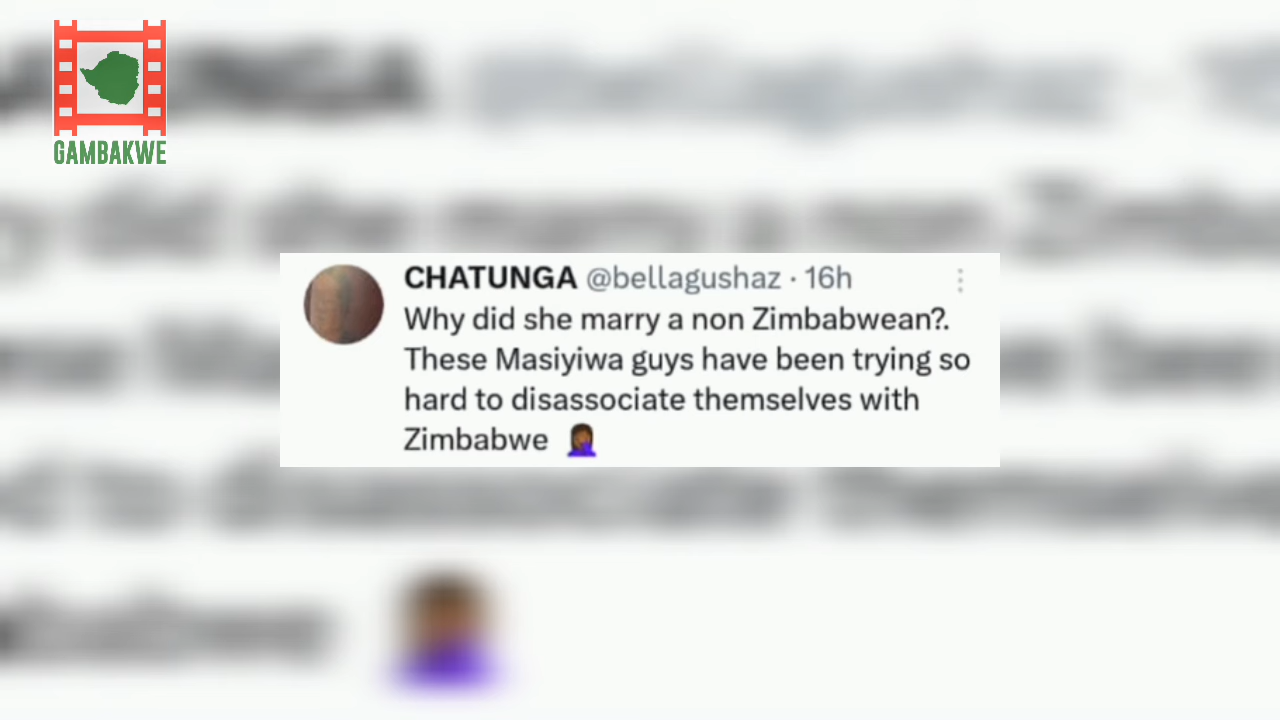 GAMBAKWE
CHATUNGA @bellagushaz · 16h
Why did she marry a non Zimbabwean?.
These Masiyiwa guys have been trying so
hard to disassociate themselves with
Zimbabwe 🤦🏾‍♀️